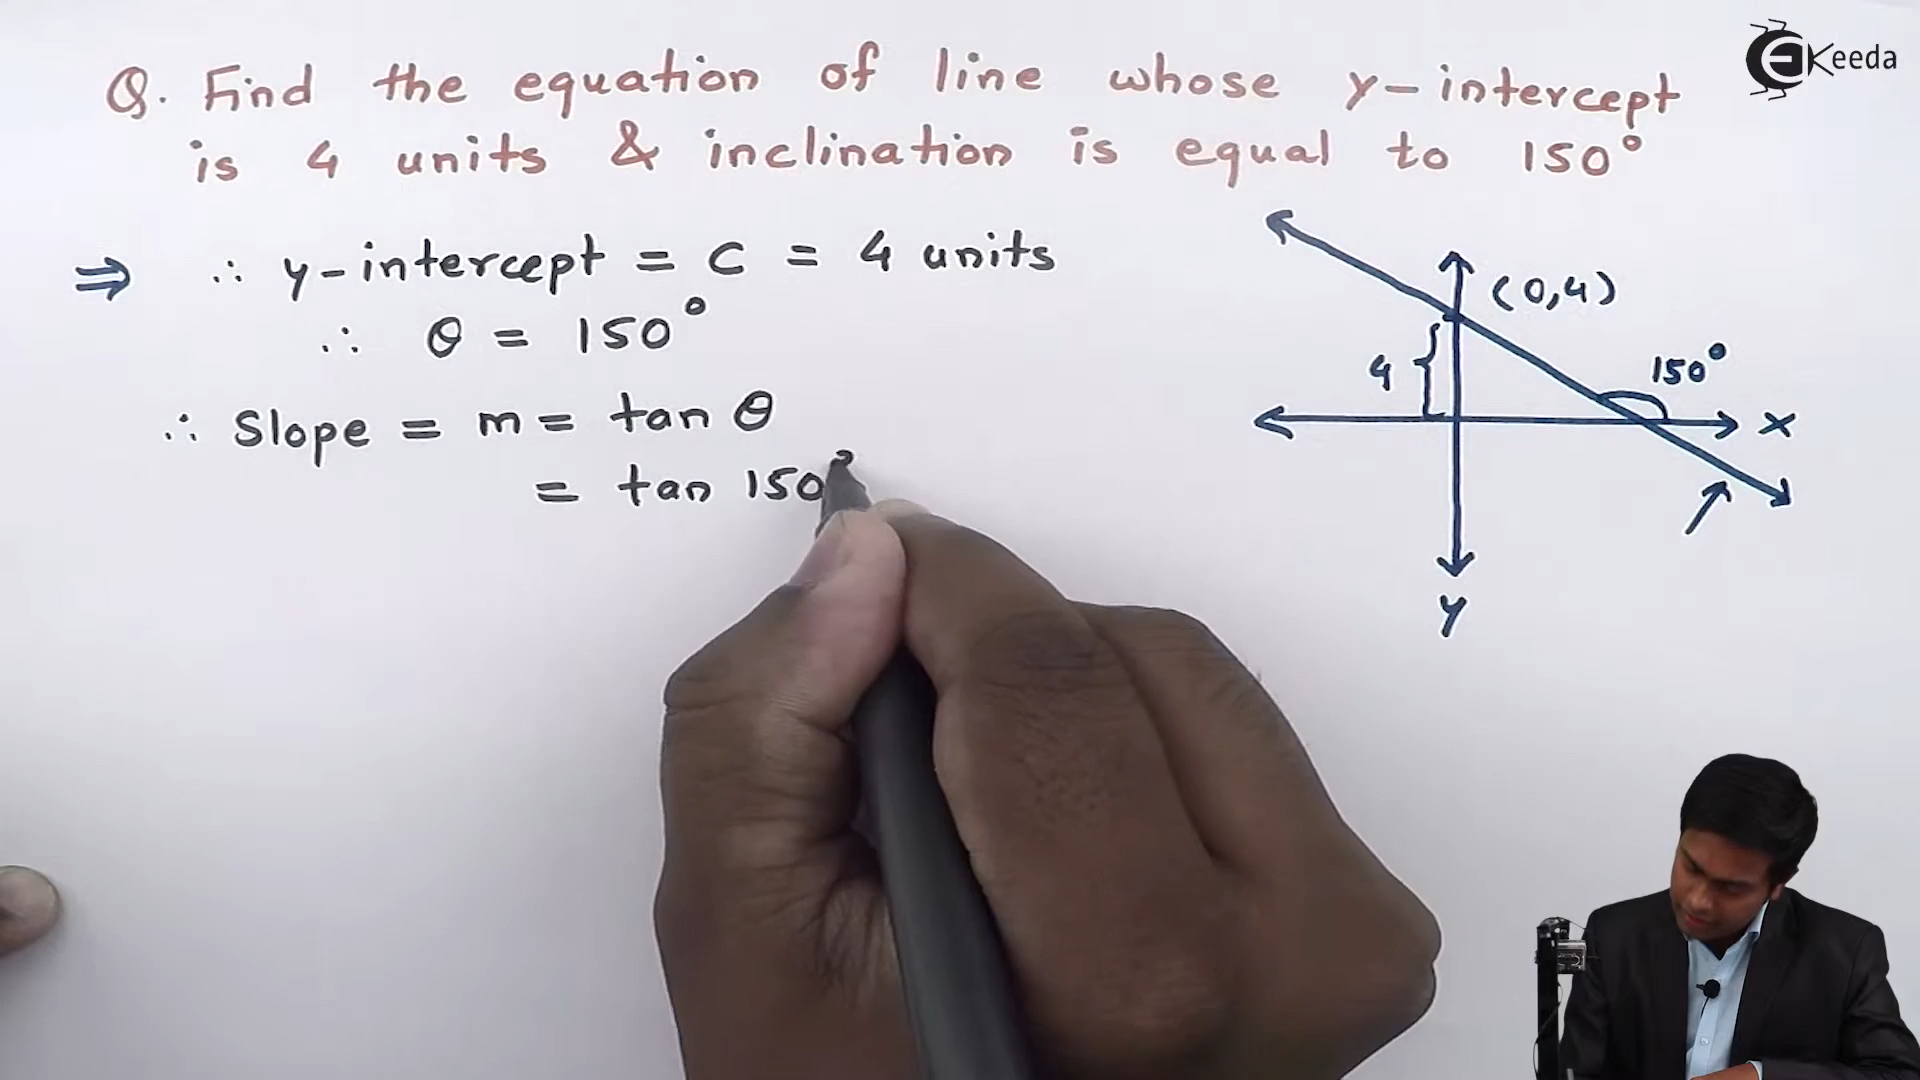 EKeeda
Q. Find the equation of line whose y-intercept
is 4 units & inclination is equal to 150°
⇒ ∴ y-intercept = C = 4 units
∴ θ = 150°
∴ Slope = m = tan θ
= tan 150°
(0,4)
4
150°
X
Y